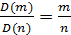 D(m)/D(n) = m/n